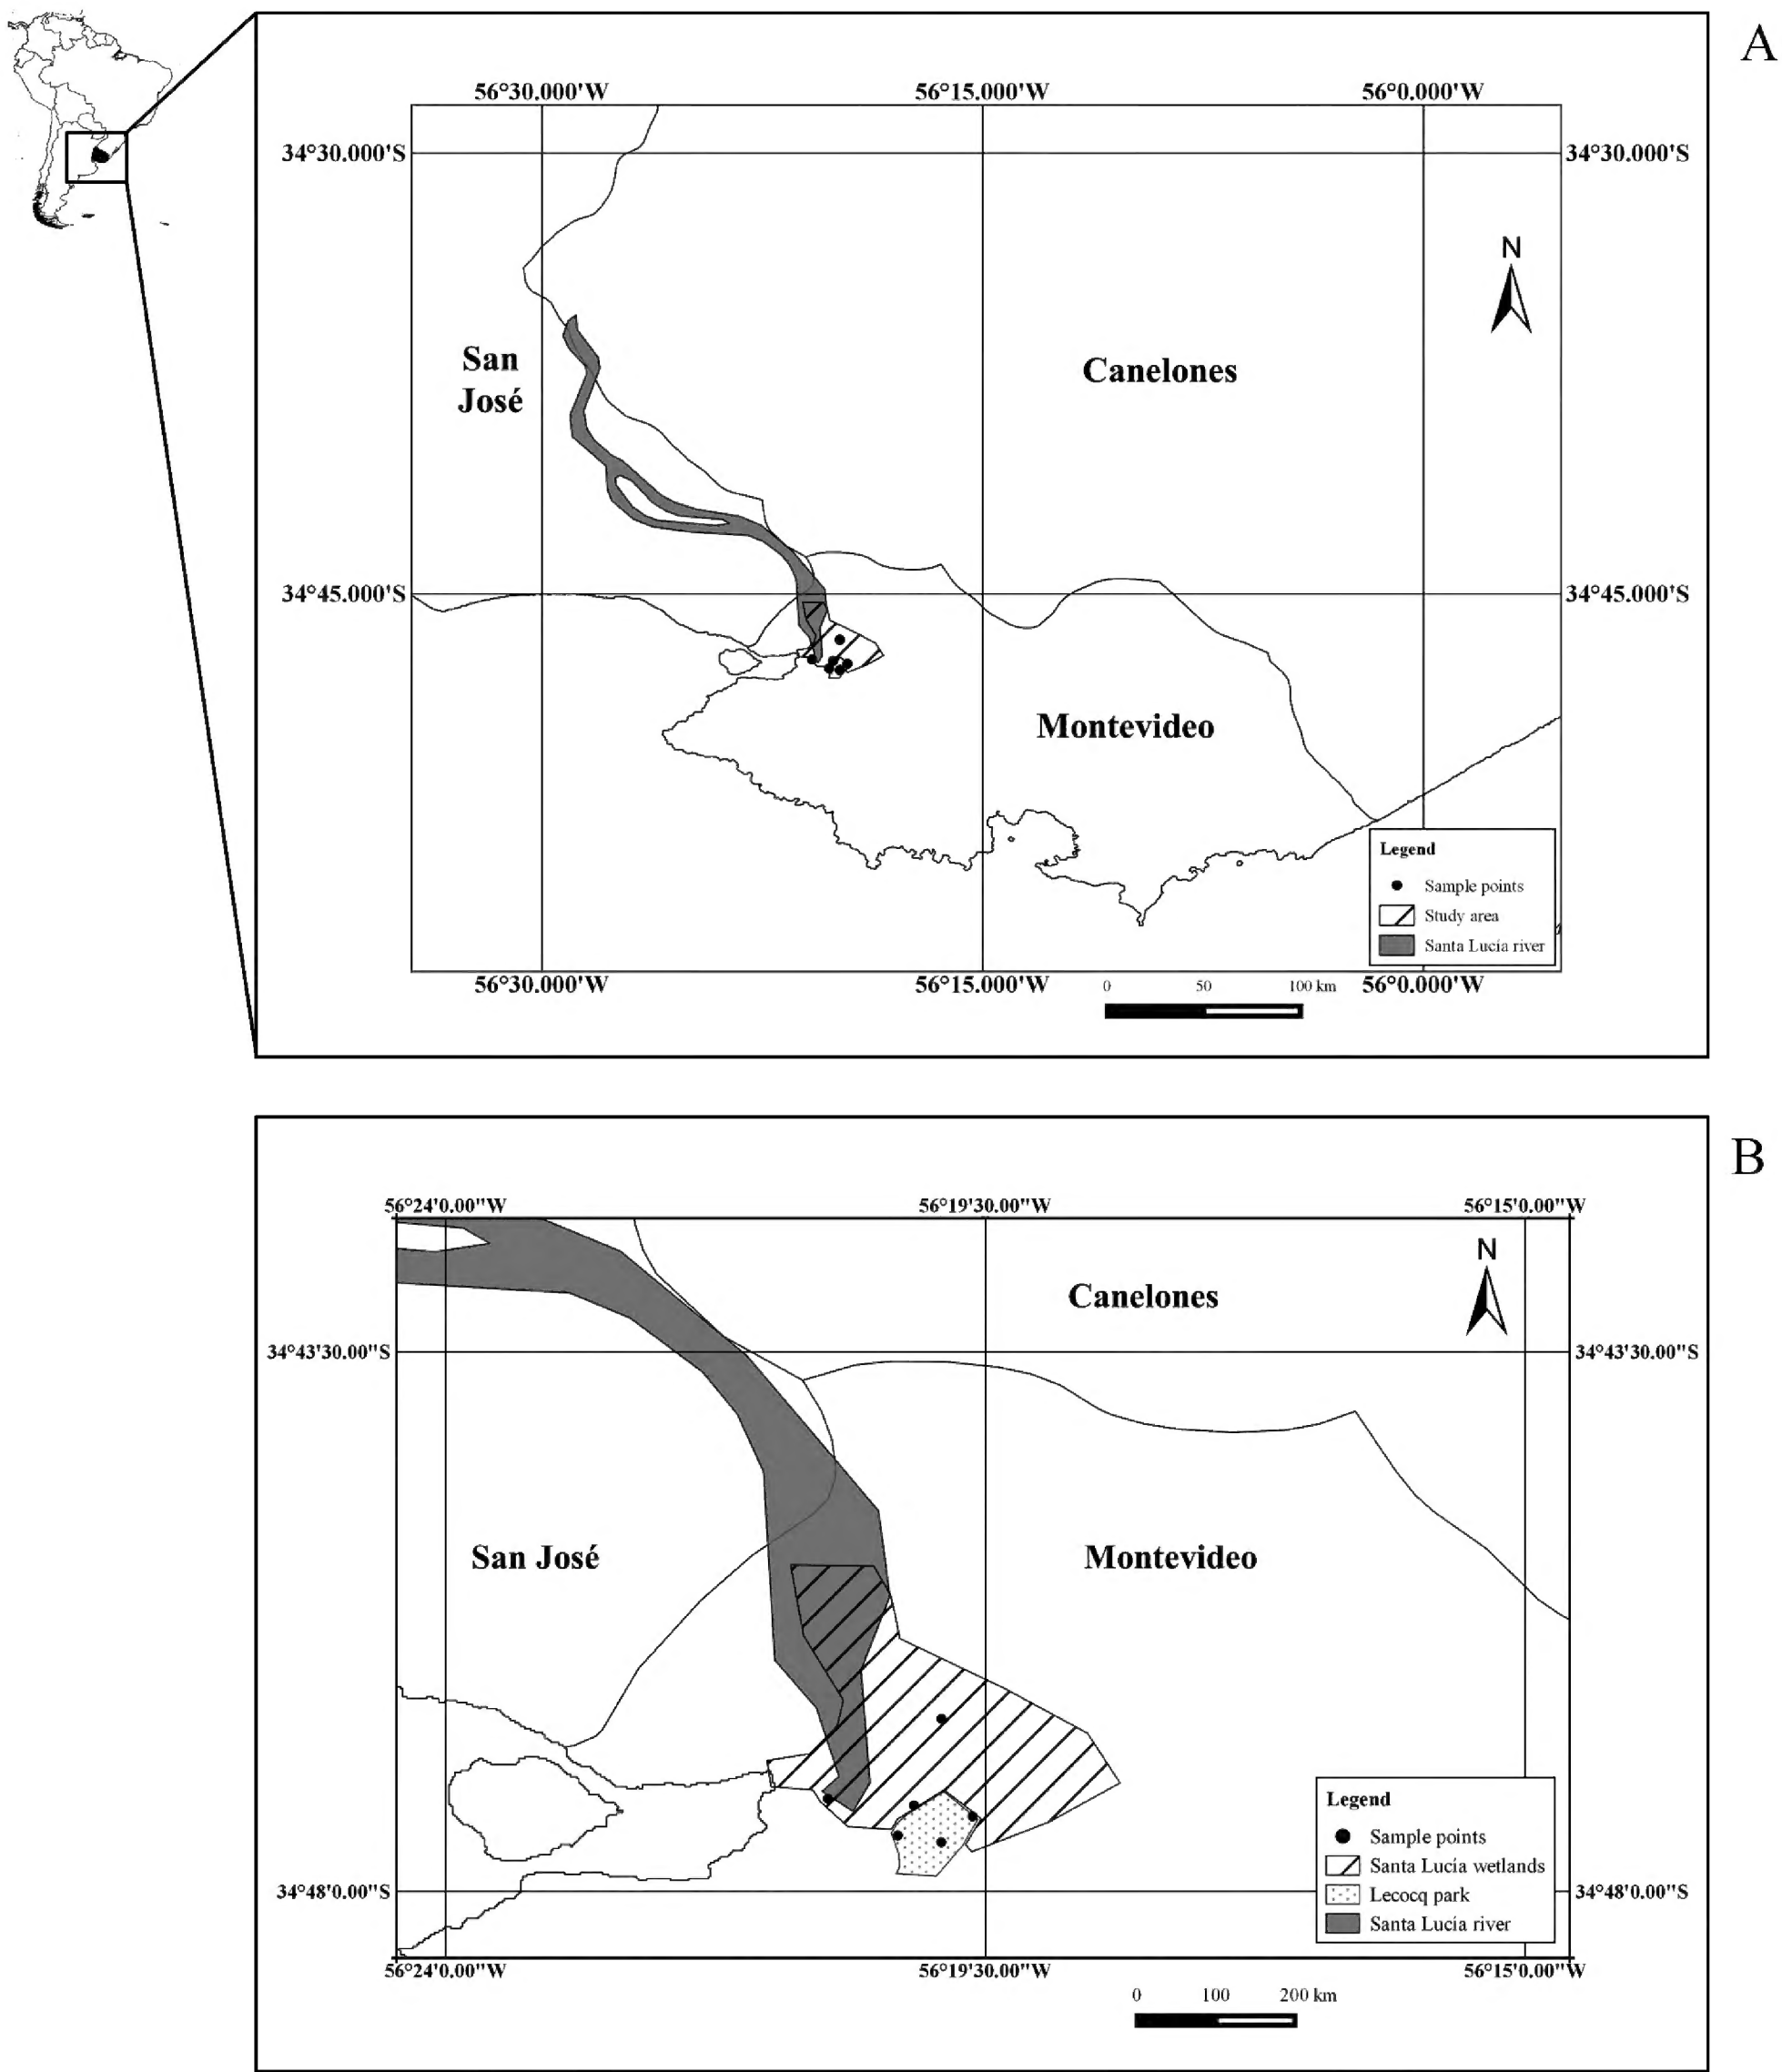 A
56°30.000'W 56°15.000'W 56°0.000'W
34°30.000'S 34°30.000'S
N
San
José
Canelones
34°45.000'S 34°45.000'S
Montevideo
Legend
Sample points
Study area
Santa Lucía river
56°30.000'W 56°15.000'W 56°0.000'W
0 50 100 km
B
56°24'0.00"W 56°19'30.00"W 56°15'0.00"W
N
Canelones
34°43'30.00"S 34°43'30.00"S
San José Montevideo
Legend
Sample points
Santa Lucía wetlands
Lecocq park
Santa Lucía river
34°48'0.00"S 34°48'0.00"S
56°24'0.00"W 56°19'30.00"W 56°15'0.00"W
0 100 200 km